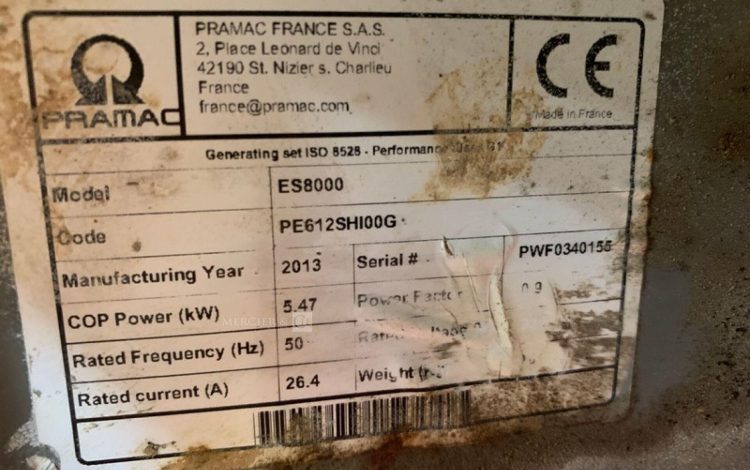 PRAMAC
PRAMAC FRANCE S.A.S.
2, Place Leonard de Vinci
42190 St. Nizier s. Charlieu
France
france@pramac.com
CE
Made in France
Generating set ISO 8528 - Performance
Model ES8000
Code PE612SHI00G
Manufacturing Year 2013 Serial # PWF0340155
COP Power (kW) 5.47 Power Factor
Rated Frequency (Hz) 50
Rated current (A) 26.4 Weight
MERCIER &